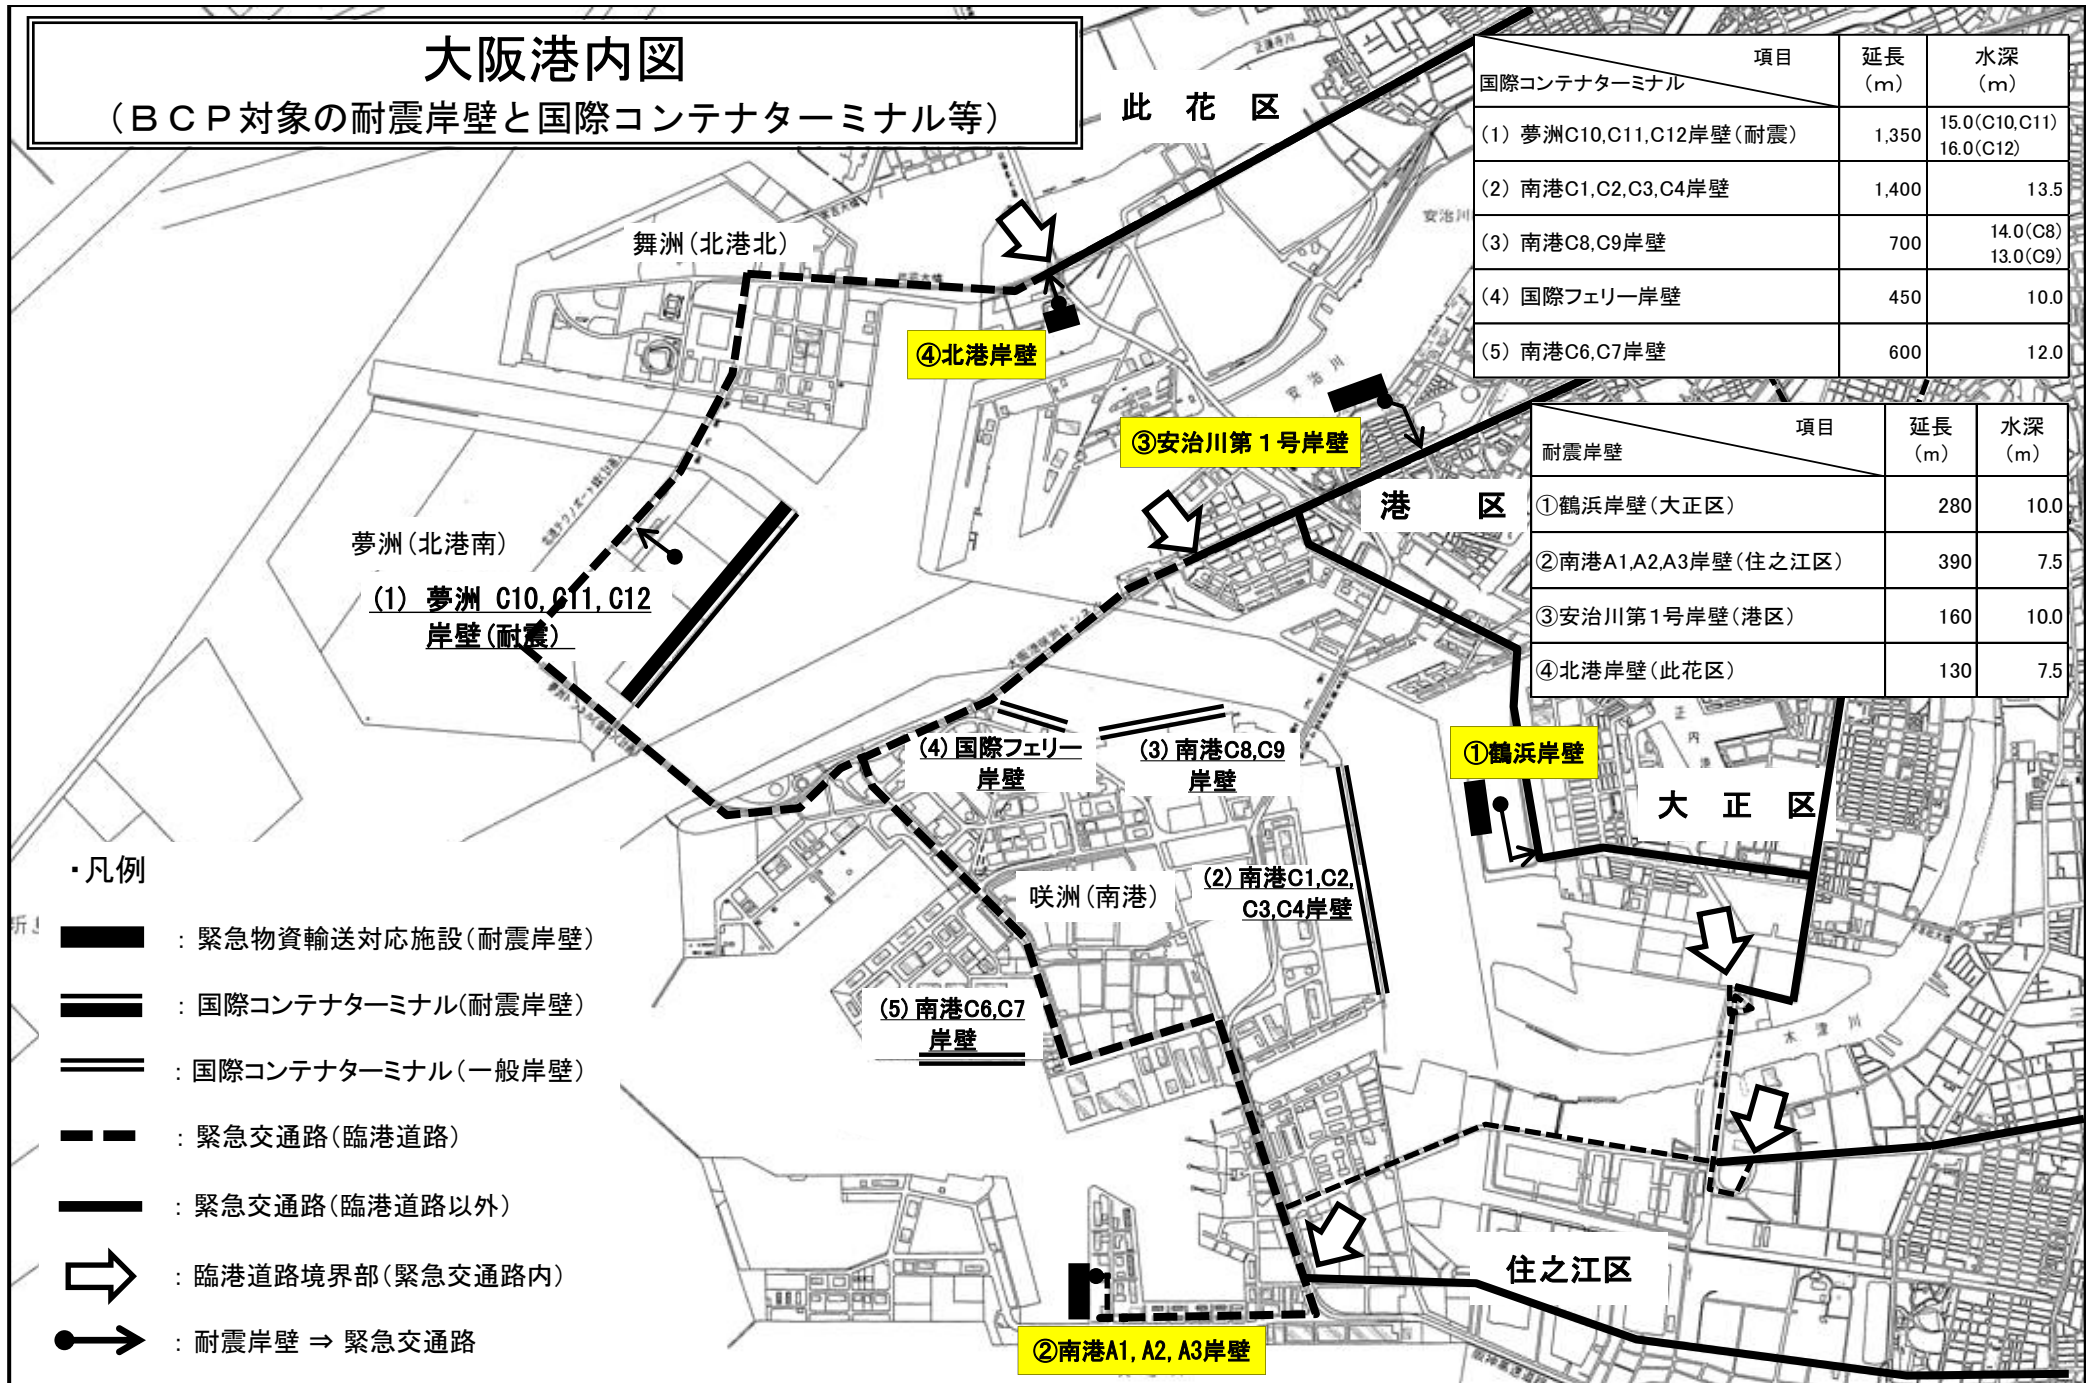 大阪港内図
（ＢＣＰ対象の耐震岸壁と国際コンテナターミナル等）
此 花 区
項目
国際コンテナターミナル
延長（m）
水深（m）
(1) 夢洲C10,C11,C12岸壁(耐震) 1,350 15.0(C10,C11)
16.0(C12)
(2) 南港C1,C2,C3,C4岸壁 1,400 13.5
(3) 南港C8,C9岸壁 700 14.0(C8)
13.0(C9)
(4) 国際フェリー岸壁 450 10.0
(5) 南港C6,C7岸壁 600 12.0
項目
耐震岸壁
延長（m）
水深（m）
①鶴浜岸壁(大正区) 280 10.0
②南港A1,A2,A3岸壁(住之江区) 390 7.5
③安治川第1号岸壁(港区) 160 10.0
④北港岸壁(此花区) 130 7.5
正蓮寺川
安治川
舞洲(北港北)
此花大橋
④北港岸壁
安 治 川
③安治川第１号岸壁
港 区
夢洲(北港南)
(1) 夢洲 C10,C11,C12
岸壁(耐震)
(4) 国際フェリー
岸壁
(3) 南港C8,C9
岸壁
①鶴浜岸壁
大 正 区
咲洲(南港)
(2) 南港C1,C2,
C3,C4岸壁
(5) 南港C6,C7
岸壁
木 津 川
住之江区
②南港A1, A2, A3岸壁
・凡例
：緊急物資輸送対応施設(耐震岸壁)
：国際コンテナターミナル(耐震岸壁)
：国際コンテナターミナル(一般岸壁)
：緊急交通路(臨港道路)
：緊急交通路(臨港道路以外)
：臨港道路境界部(緊急交通路内)
：耐震岸壁 ⇒ 緊急交通路